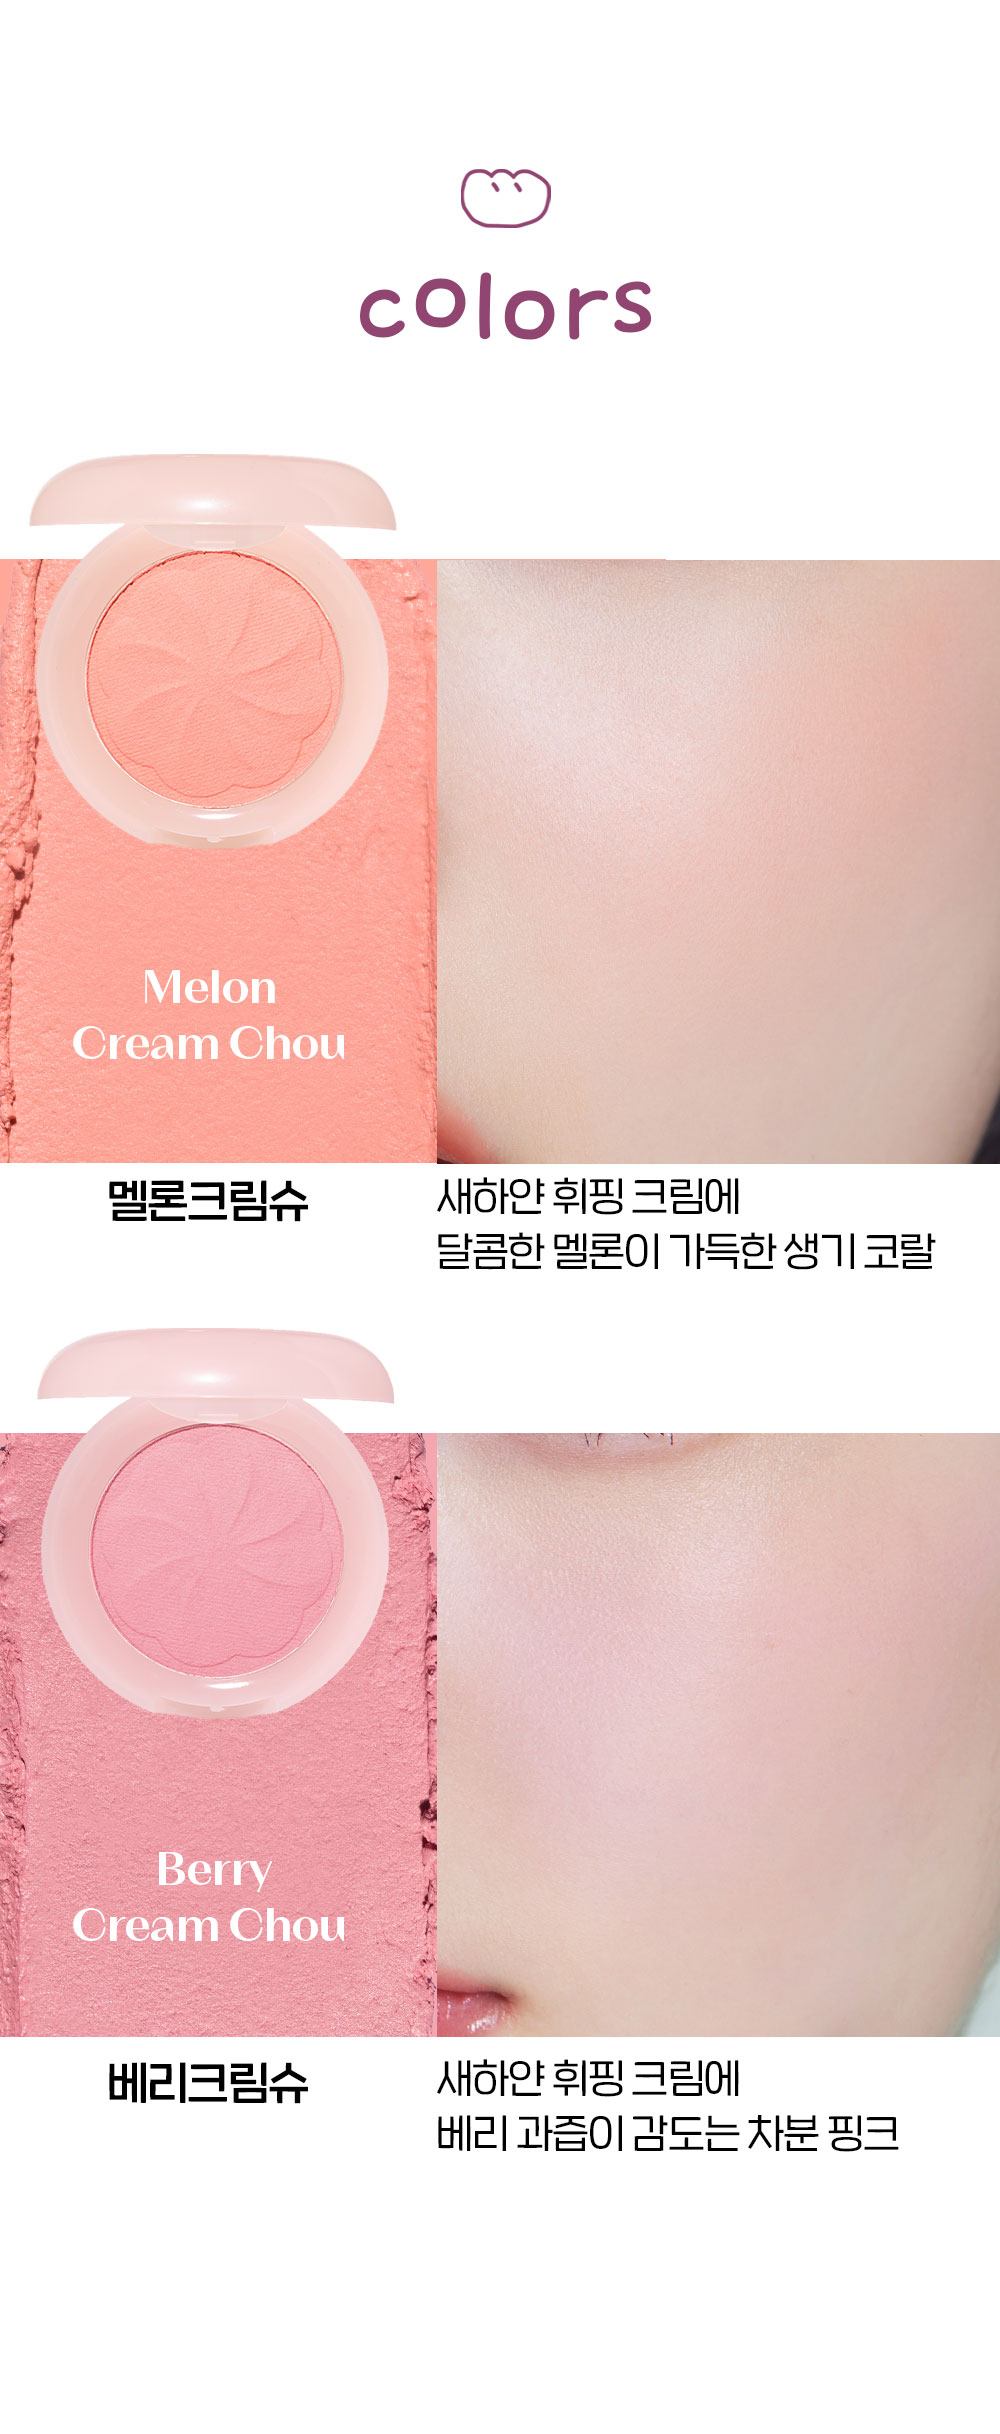 colors
Melon
Cream Chou
멜론크림슈
새하얀 휘핑 크림에
달콤한 멜론이 가득한 생기 코랄
Berry
Cream Chou
베리크림슈
새하얀 휘핑 크림에
베리 과즙이 감도는 차분 핑크